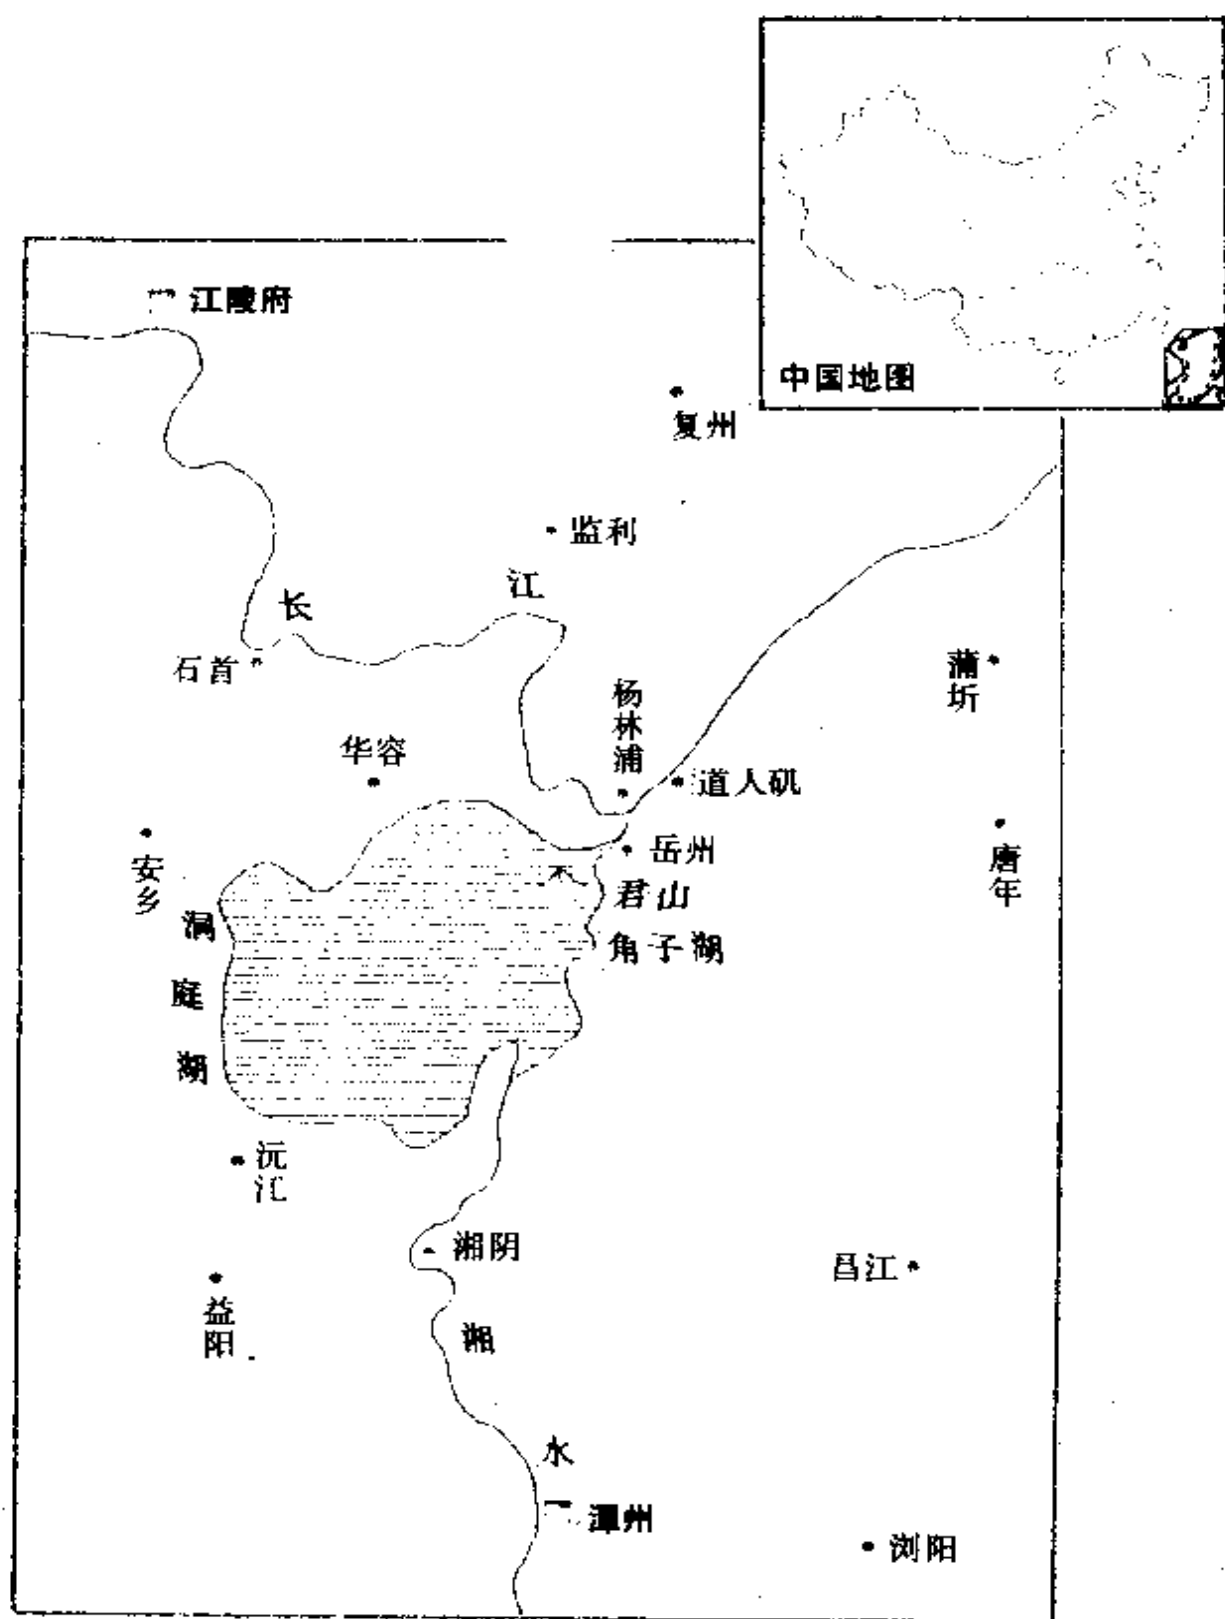 中国地图
江陵府
复州
监利
长江
石首
蒲圻
杨林浦
华容
道人矶
安乡
岳州
唐年
君山
角子湖
洞庭湖
沅江
湘阴
昌江
益阳
湘水
潭州
浏阳